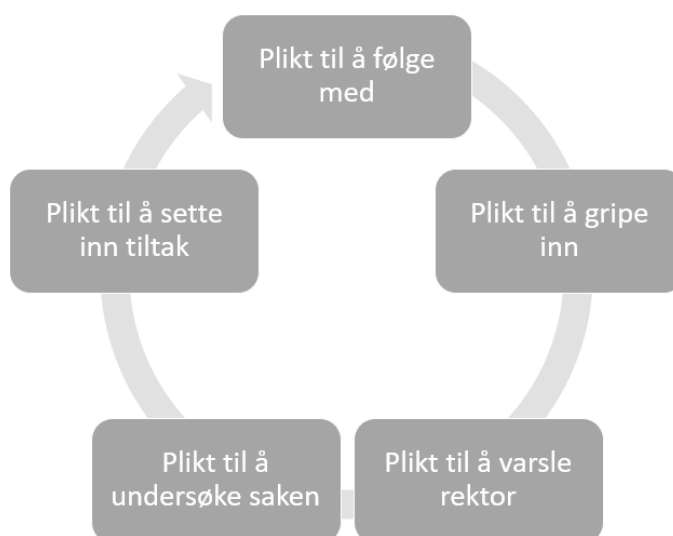 Plikt til å følge
med
Plikt til å gripe
inn
Plikt til å varsle
rektor
Plikt til å
undersøke saken
Plikt til å sette
inn tiltak